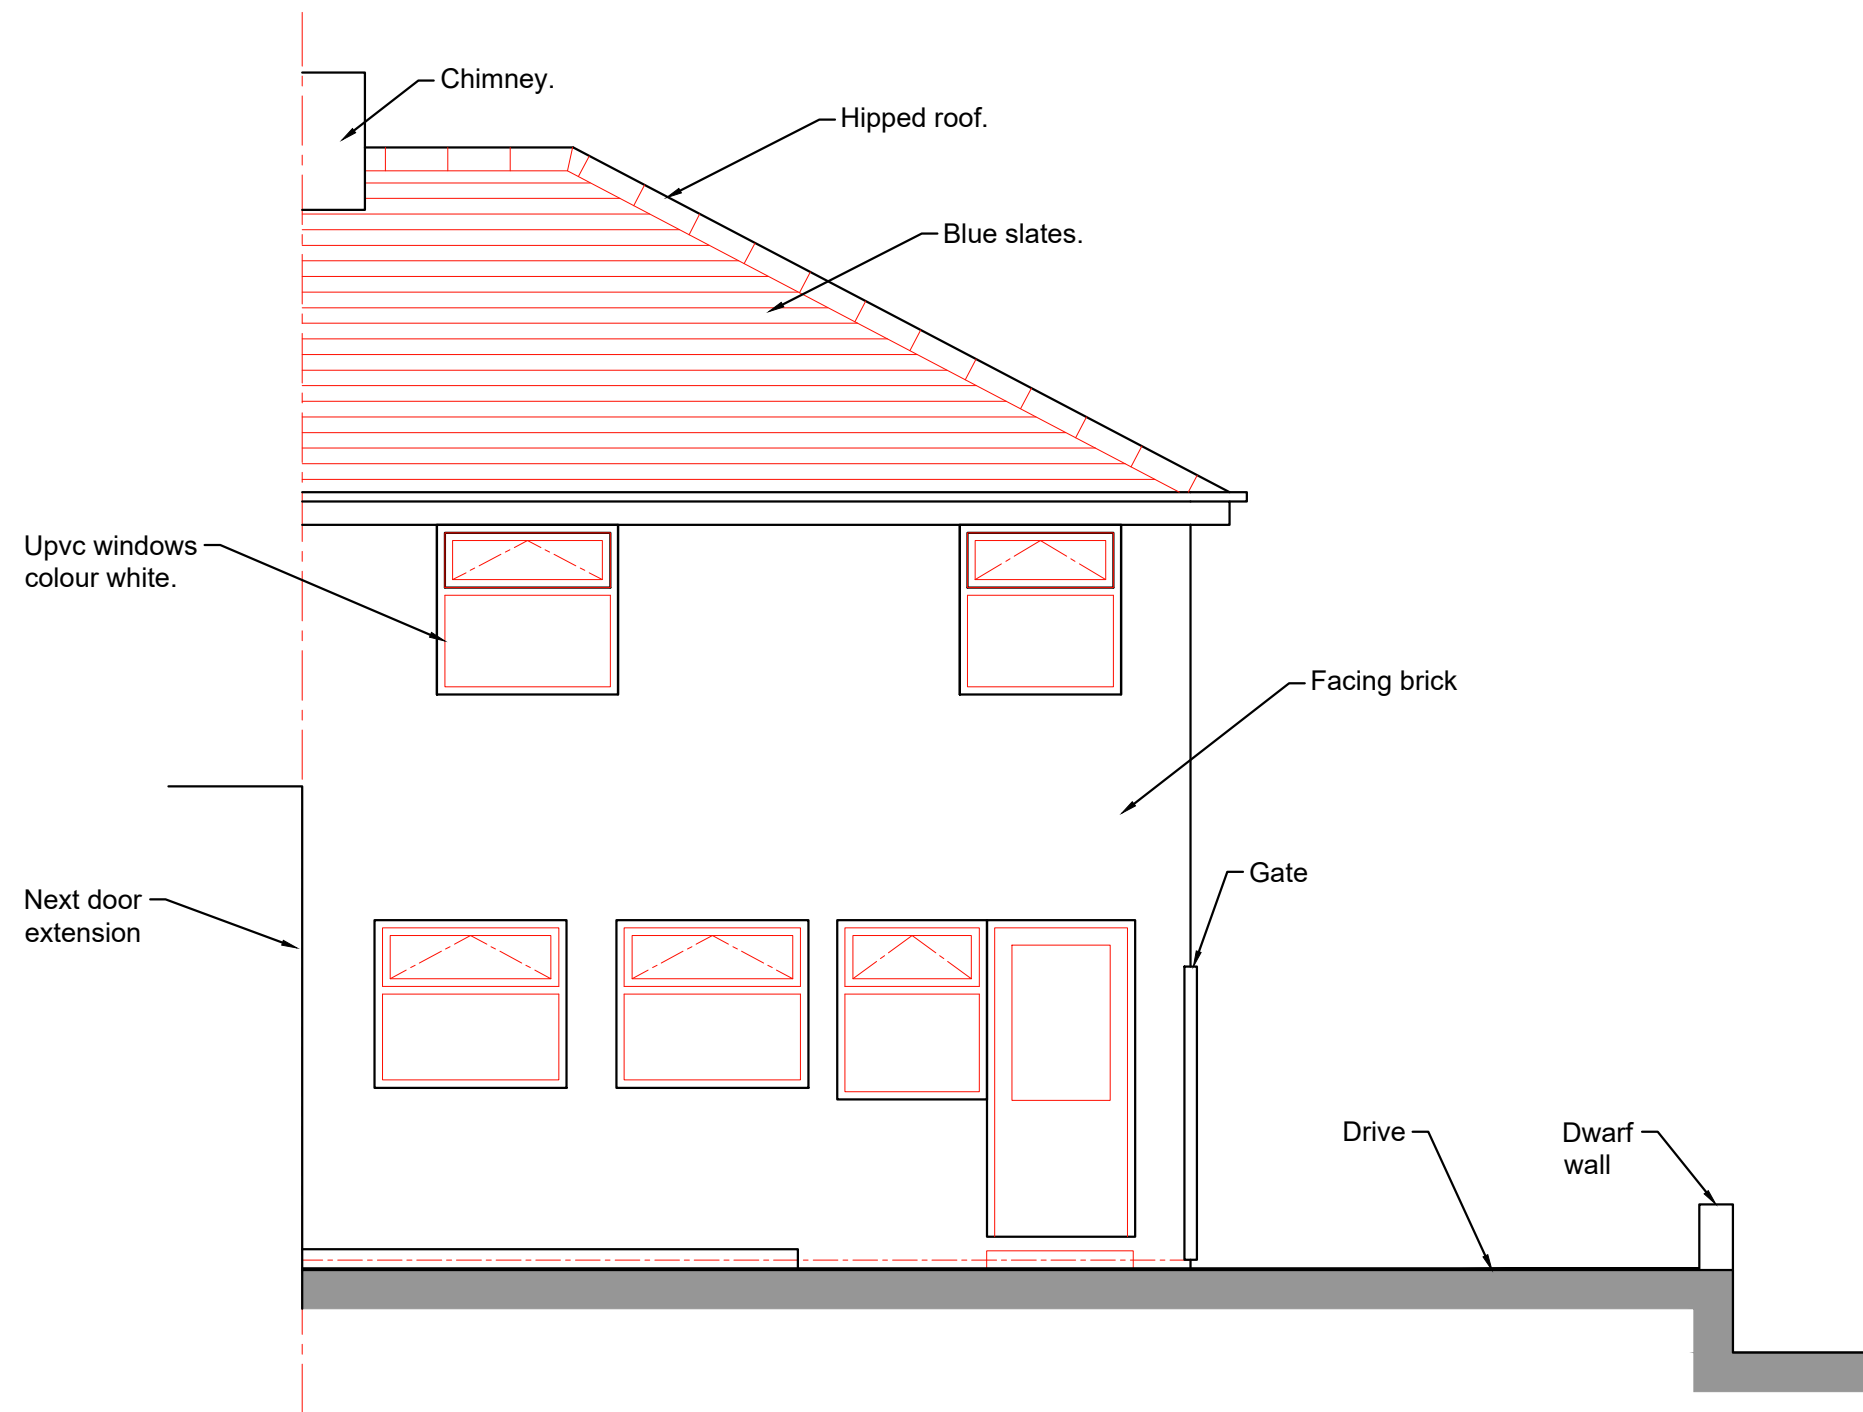 Chimney.
Hipped roof.
Blue slates.
Upvc windows
colour white.
Facing brick
Gate
Next door
extension
Drive
Dwarf
wall